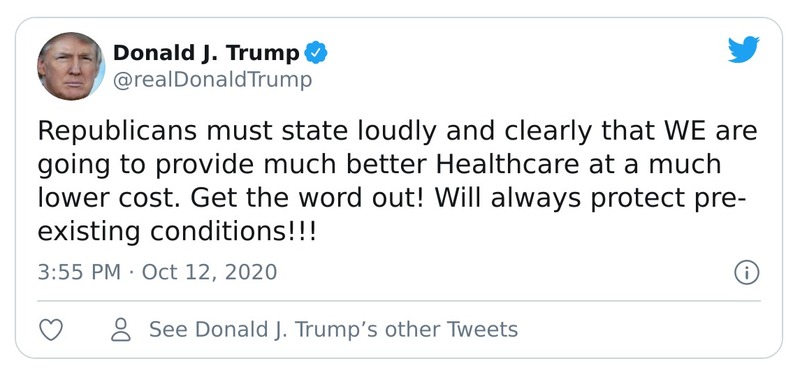 Donald J. Trump
@realDonaldTrump
Republicans must state loudly and clearly that WE are
going to provide much better Healthcare at a much
lower cost. Get the word out! Will always protect pre-
existing conditions!!!
3:55 PM · Oct 12, 2020
See Donald J. Trump’s other Tweets